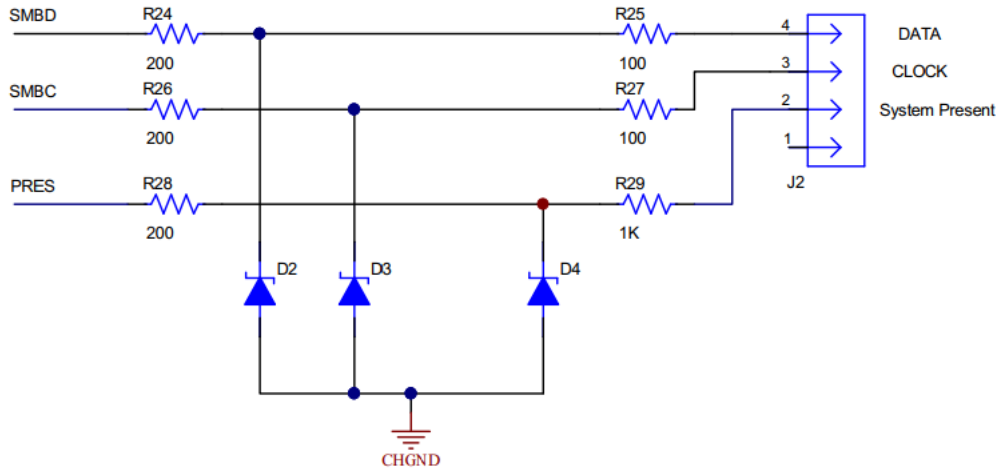 SMBD
R24
200
R25
100
4
DATA
SMBC
R26
200
R27
100
3
CLOCK
2
System Present
1
J2
PRES
R28
200
R29
1K
D2
D3
D4
CHGND